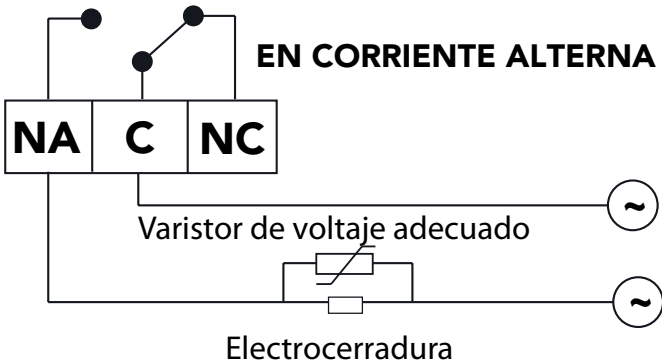 EN CORRIENTE ALTERNA
NA C NC
~
Varistor de voltaje adecuado
~
Electrocerradura